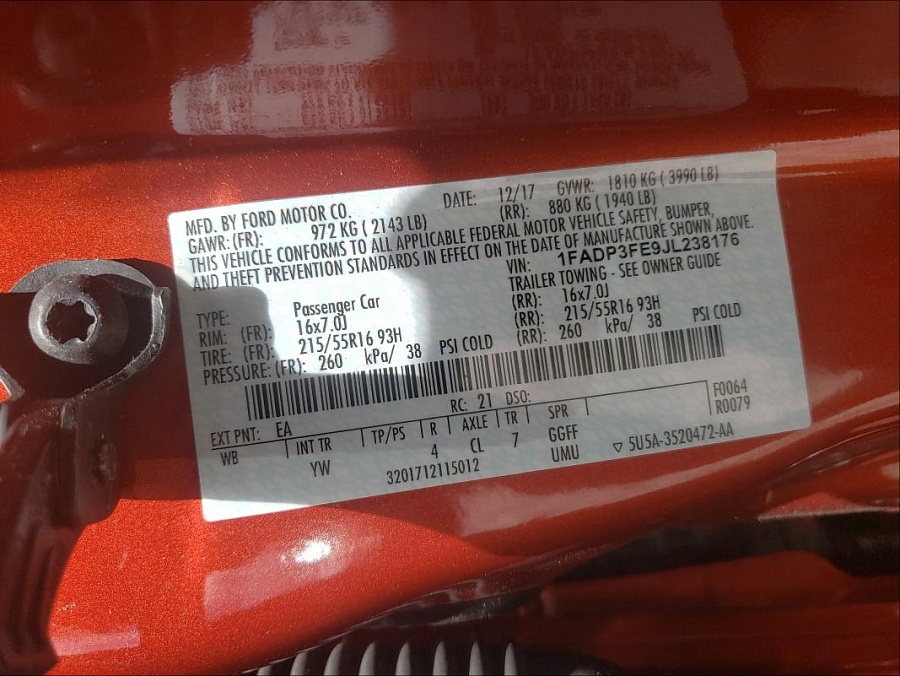 MFD. BY FORD MOTOR CO. DATE: 12/17 GVWR: 1810 KG ( 3990 LB)
GAWR: (FR): 972 KG ( 2143 LB) (RR): 880 KG ( 1940 LB)
THIS VEHICLE CONFORMS TO ALL APPLICABLE FEDERAL MOTOR VEHICLE SAFETY, BUMPER,
AND THEFT PREVENTION STANDARDS IN EFFECT ON THE DATE OF MANUFACTURE SHOWN ABOVE.
VIN: 1FADP3FE9JL238176
TYPE: Passenger Car TRAILER TOWING - SEE OWNER GUIDE
RIM: (FR): 16x7.0J (RR): 16x7.0J
TIRE: (FR): 215/55R16 93H (RR): 215/55R16 93H
PRESSURE: (FR): 260 kPa/ 38 PSI COLD (RR): 260 kPa/ 38 PSI COLD
RC: 21 DSO: F0064
EXT PNT: EA R0079
WB INT TR TP/PS R AXLE TR SPR
YW 4 CL 7 GGFF
3201712115012 UMU ▽ 5U5A-3520472-AA